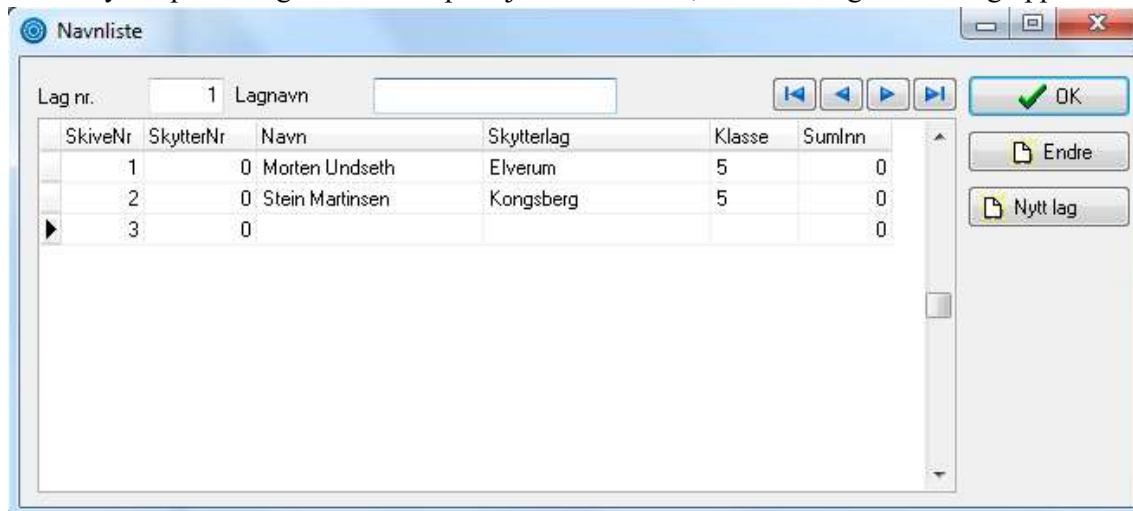 Navnliste
Lag nr. 1 Lagnavn
OK
SkiveNr SkytterNr Navn Skytterlag Klasse SumInn
Endre
1 0 Morten Undseth Elverum 5 0
2 0 Stein Martinsen Kongsberg 5 0
Nytt lag
3 0 0